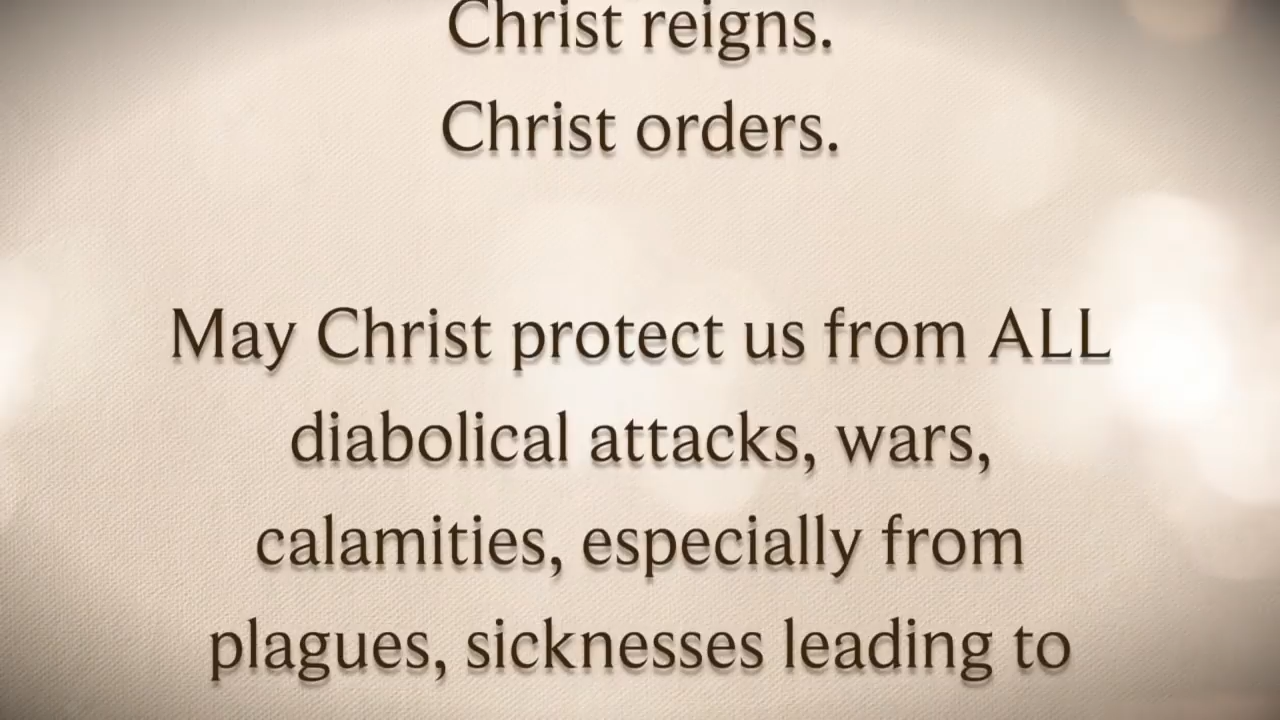 Christ reigns.
Christ orders.
May Christ protect us from ALL
diabolical attacks, wars,
calamities, especially from
plagues, sicknesses leading to